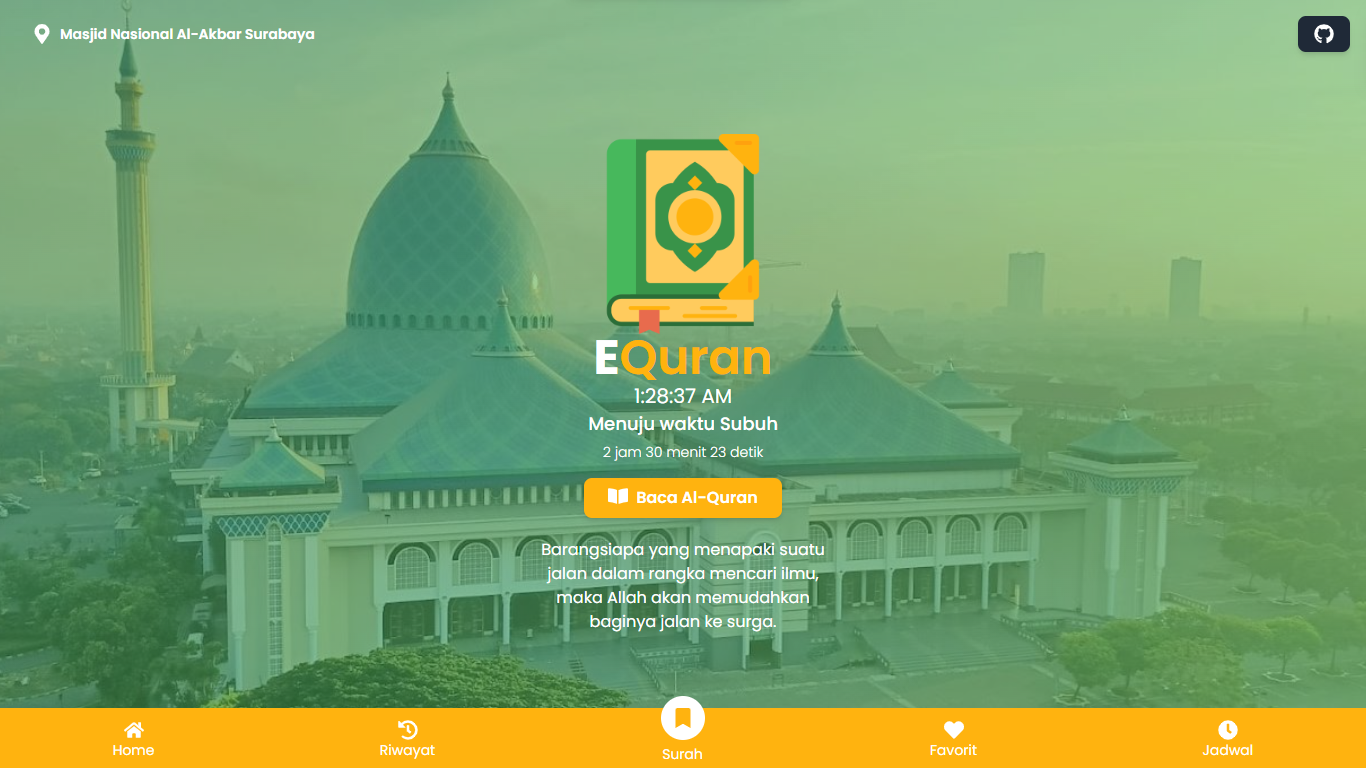 Masjid Nasional Al-Akbar Surabaya
EQuran
1:28:37 AM
Menuju waktu Subuh
2 jam 30 menit 23 detik
Baca Al-Quran
Barangsiapa yang menapaki suatu
jalan dalam rangka mencari ilmu,
maka Allah akan memudahkan
baginya jalan ke surga.
Home
Riwayat
Surah
Favorit
Jadwal